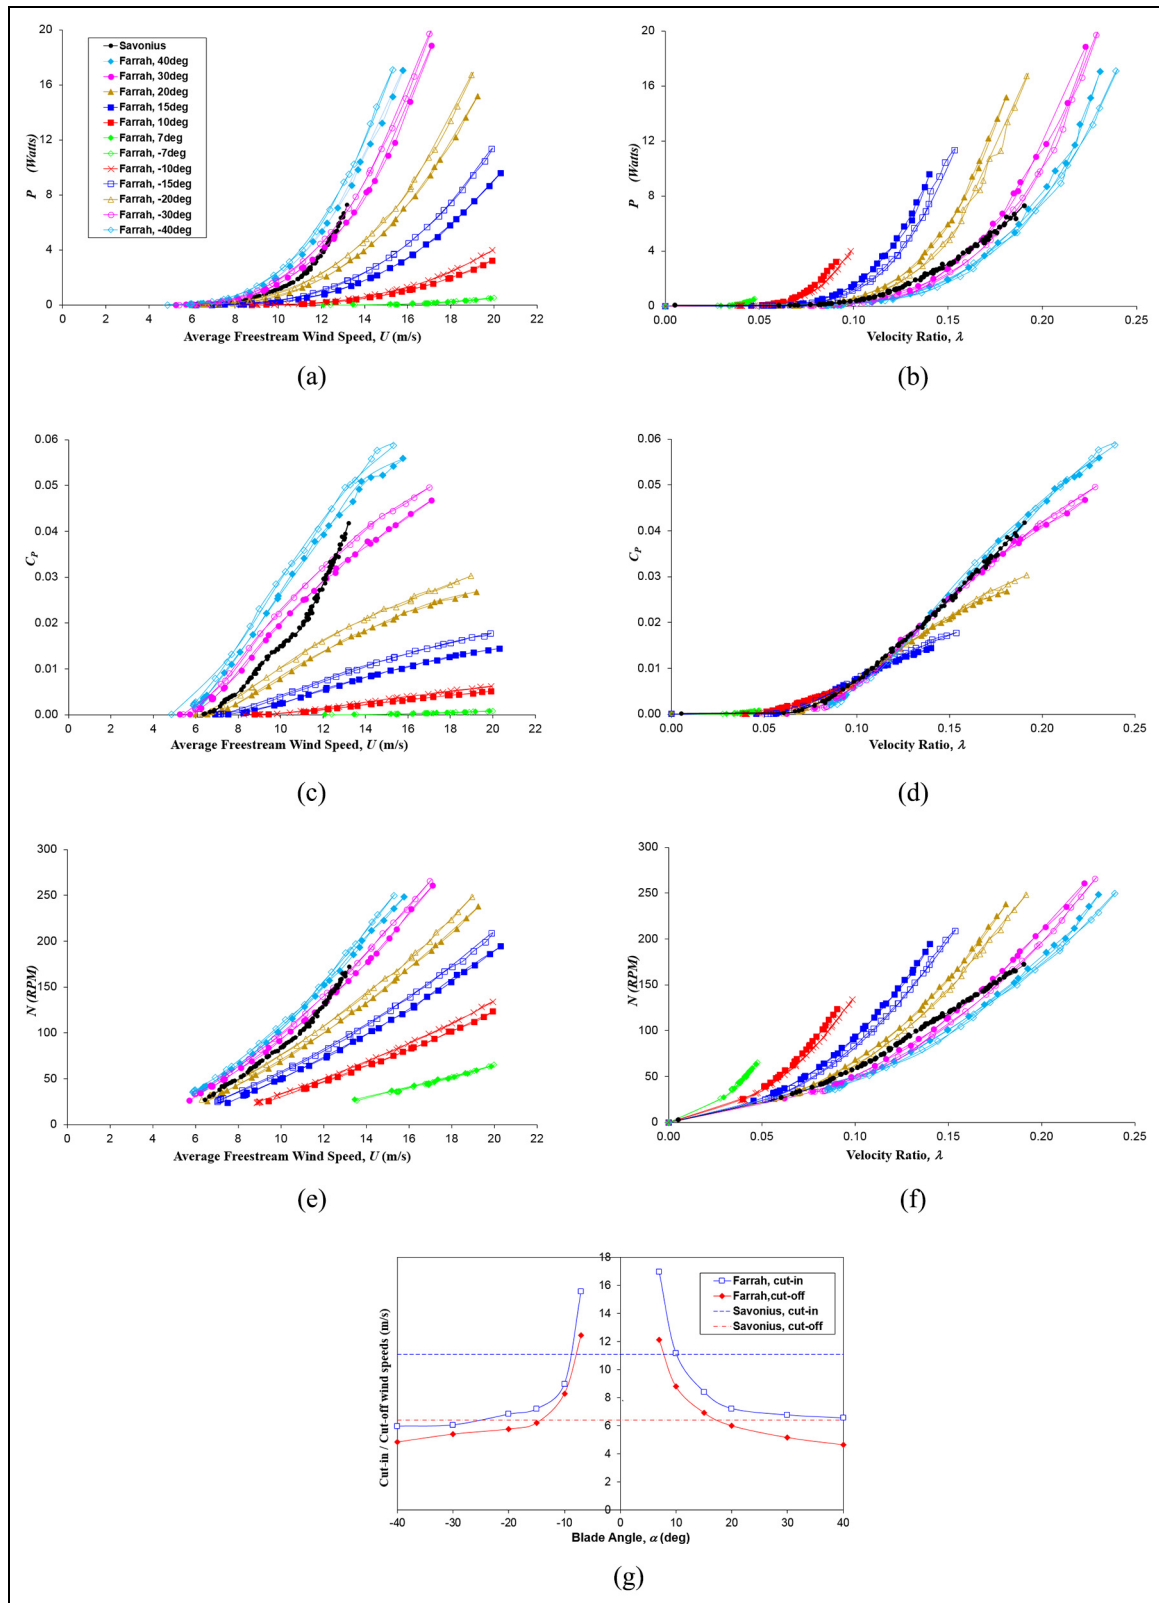 P (Watts)
20
16
12
8
4
0
Savonius
Farrah, 40deg
Farrah, 30deg
Farrah, 20deg
Farrah, 15deg
Farrah, 10deg
Farrah, 7deg
Farrah, -7deg
Farrah, -10deg
Farrah, -15deg
Farrah, -20deg
Farrah, -30deg
Farrah, -40deg
0 2 4 6 8 10 12 14 16 18 20 22
Average Freestream Wind Speed, U (m/s)
(a)
P (Watts)
20
16
12
8
4
0
0.00 0.05 0.10 0.15 0.20 0.25
Velocity Ratio, λ
(b)
C_P
0.06
0.05
0.04
0.03
0.02
0.01
0.00
0 2 4 6 8 10 12 14 16 18 20 22
Average Freestream Wind Speed, U (m/s)
(c)
C_P
0.06
0.05
0.04
0.03
0.02
0.01
0.00
0.00 0.05 0.10 0.15 0.20 0.25
Velocity Ratio, λ
(d)
N (RPM)
300
250
200
150
100
50
0
0 2 4 6 8 10 12 14 16 18 20 22
Average Freestream Wind Speed, U (m/s)
(e)
N (RPM)
300
250
200
150
100
50
0
0.00 0.05 0.10 0.15 0.20 0.25
Velocity Ratio, λ
(f)
Cut-in / Cut-off wind speeds (m/s)
18
16
14
12
10
8
6
4
2
0
Farrah, cut-in
Farrah,cut-off
Savonius, cut-in
Savonius, cut-off
-40 -30 -20 -10 0 10 20 30 40
Blade Angle, α (deg)
(g)